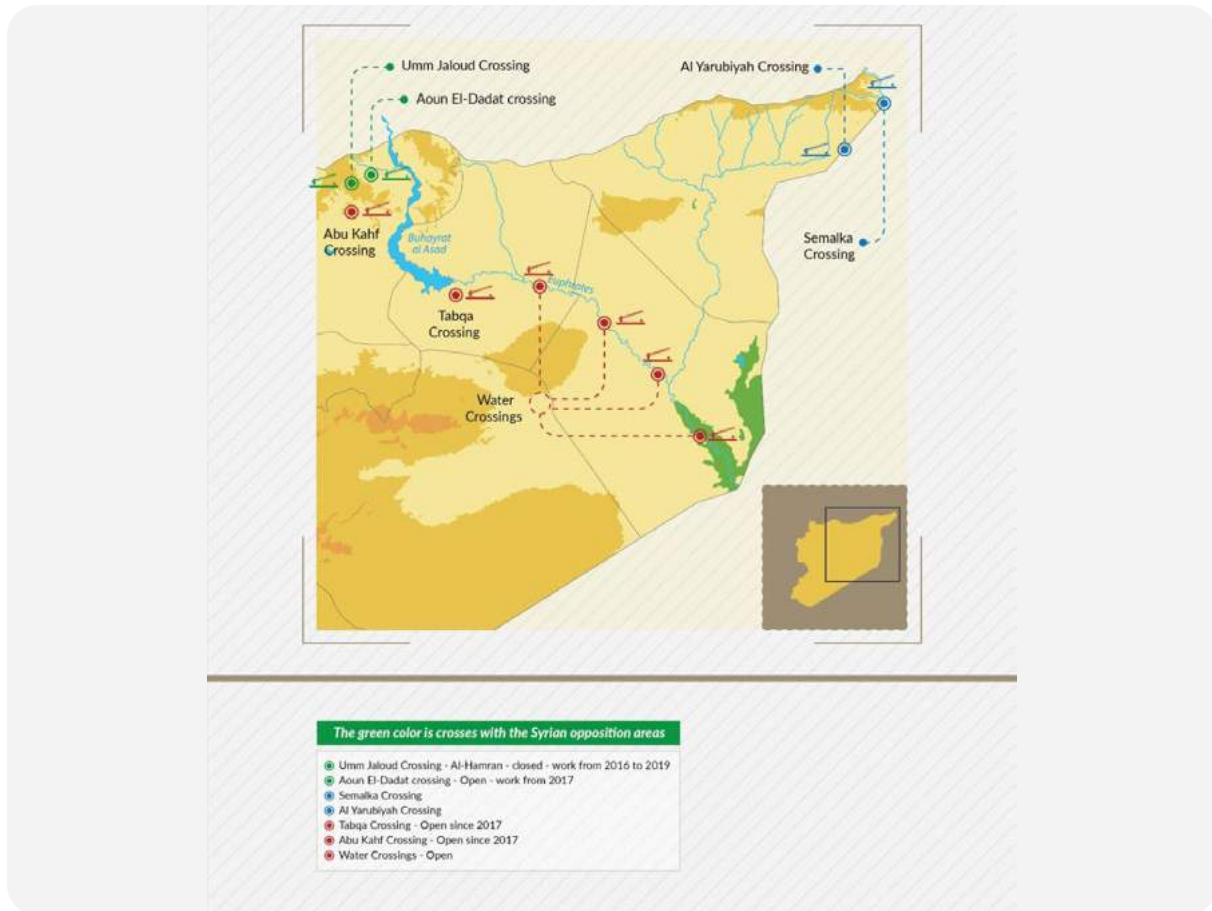 Umm Jaloud Crossing
Al Yarubiyah Crossing
Aoun El-Dadat crossing
Abu Kahf
Crossing
Buhayrat
al Asad
Semalka
Crossing
Euphrates
Tabqa
Crossing
Water
Crossings
The green color is crosses with the Syrian opposition areas
Umm Jaloud Crossing - Al-Hamran - closed - work from 2016 to 2019
Aoun El-Dadat crossing - Open - work from 2017
Semalka Crossing
Al Yarubiyah Crossing
Tabqa Crossing - Open since 2017
Abu Kahf Crossing - Open since 2017
Water Crossings - Open